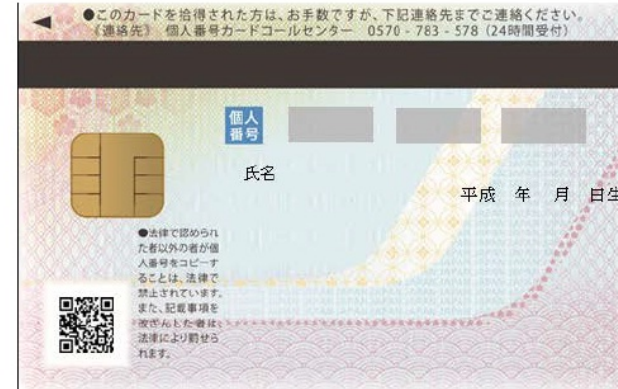 ●このカードを拾得された方は、お手数ですが、下記連絡先までご連絡ください。
《連絡先》 個人番号カードコールセンター 0570 - 783 - 578 (24時間受付)
個人
番号
氏名
平成 年 月 日生
●法律で認められ
た者以外の者が個
人番号をコピーす
ることは、法律で
禁止されています。
また、記載事項を
改ざんした者は、
法律により罰せら
れます。